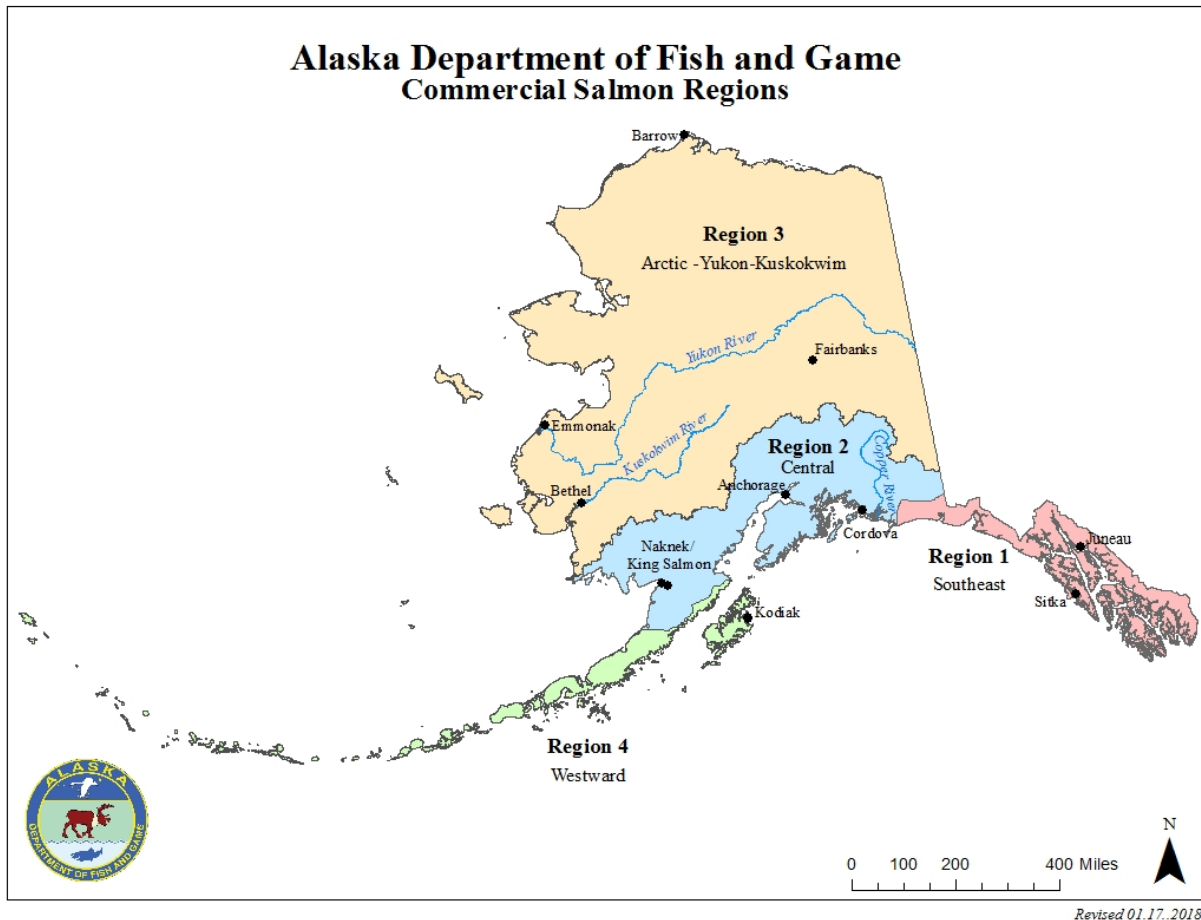 Alaska Department of Fish and Game
Commercial Salmon Regions
Barrow
Region 3
Arctic -Yukon-Kuskokwim
Yukon River
Fairbanks
Kuskokwim River
Emmonak
Region 2
Central
Copper River
Bethel
Anchorage
Cordova
Naknek/
King Salmon
Region 1
Southeast
Juneau
Sitka
Kodiak
Region 4
Westward
ALASKA
DEPARTMENT OF FISH AND GAME
N
0 100 200 400 Miles
Revised 01.17..2018